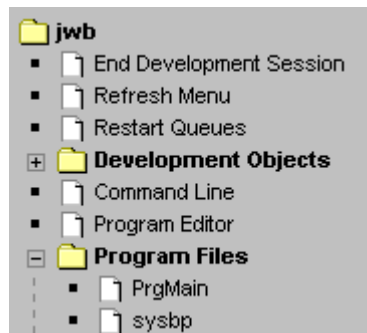 jwb
End Development Session
Refresh Menu
Restart Queues
Development Objects
Command Line
Program Editor
Program Files
PrgMain
sysbp